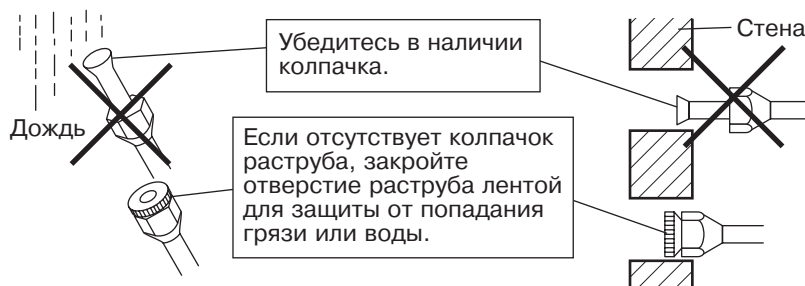 Убедитесь в наличии
колпачка.
Стена
Дождь
Если отсутствует колпачок
раструба, закройте
отверстие раструба лентой
для защиты от попадания
грязи или воды.